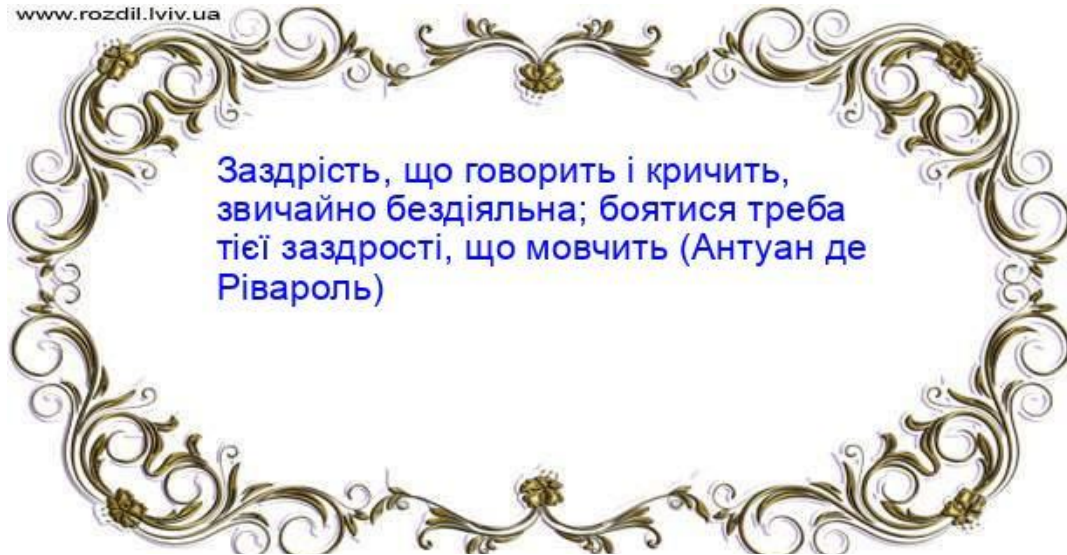 www.rozdil.lviv.ua
Заздрість, що говорить і кричить,
звичайно бездіяльна; боятися треба
тієї заздрості, що мовчить (Антуан де
Рівароль)